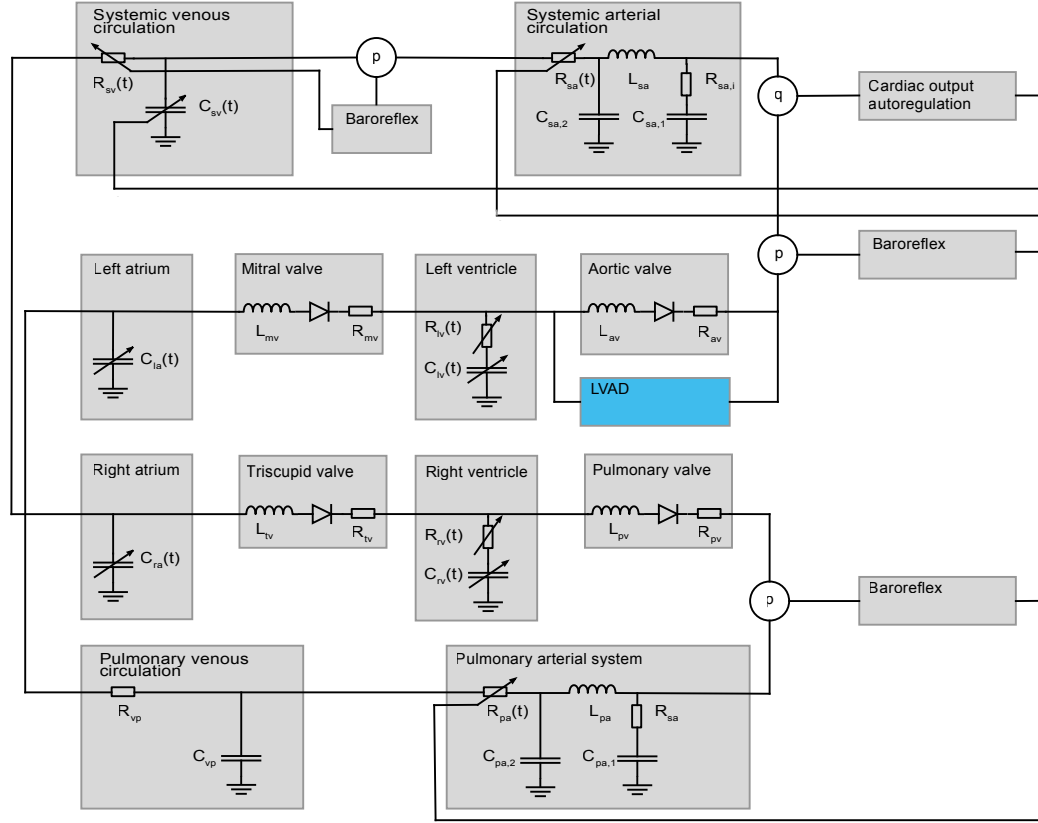 Systemic venous
circulation
R_sv(t)
C_sv(t)
p
Baroreflex
Systemic arterial
circulation
R_sa(t)
L_sa
R_sa,i
C_sa,2
C_sa,1
q
Cardiac output
autoregulation
p
Baroreflex
Left atrium
C_la(t)
Mitral valve
L_mv
R_mv
Left ventricle
R_lv(t)
C_lv(t)
Aortic valve
L_av
R_av
LVAD
Right atrium
C_ra(t)
Triscupid valve
L_tv
R_tv
Right ventricle
R_rv(t)
C_rv(t)
Pulmonary valve
L_pv
R_pv
p
Baroreflex
Pulmonary venous
circulation
R_vp
C_vp
Pulmonary arterial system
R_pa(t)
L_pa
R_sa
C_pa,2
C_pa,1